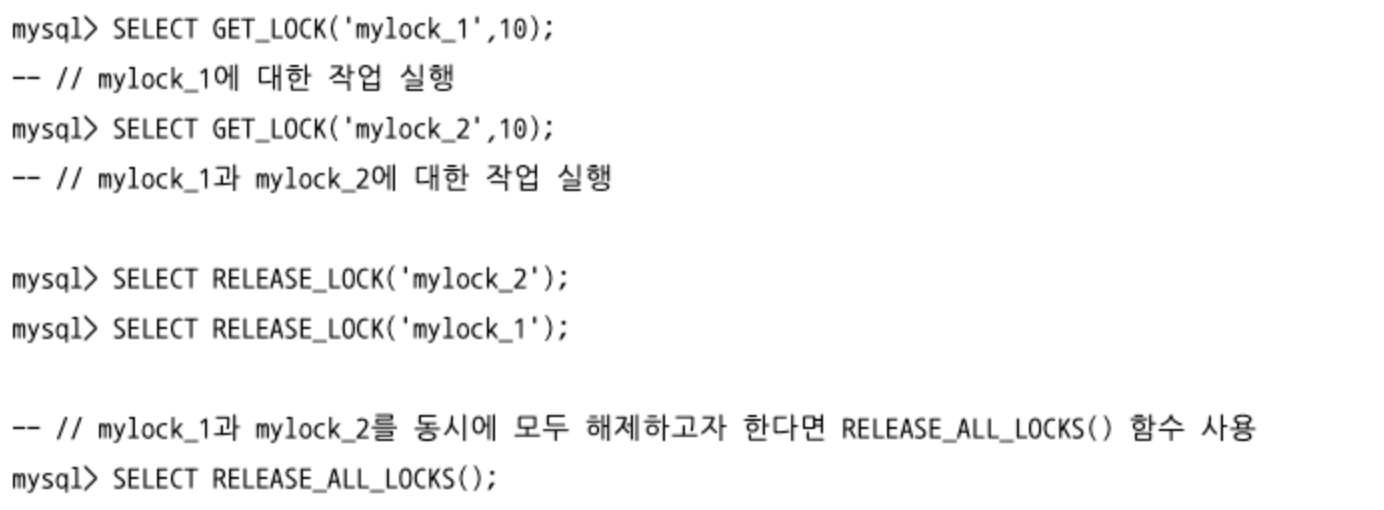 mysql> SELECT GET_LOCK('mylock_1',10);
-- // mylock_1에 대한 작업 실행
mysql> SELECT GET_LOCK('mylock_2',10);
-- // mylock_1과 mylock_2에 대한 작업 실행
mysql> SELECT RELEASE_LOCK('mylock_2');
mysql> SELECT RELEASE_LOCK('mylock_1');
-- // mylock_1과 mylock_2를 동시에 모두 해제하고자 한다면 RELEASE_ALL_LOCKS() 함수 사용
mysql> SELECT RELEASE_ALL_LOCKS();